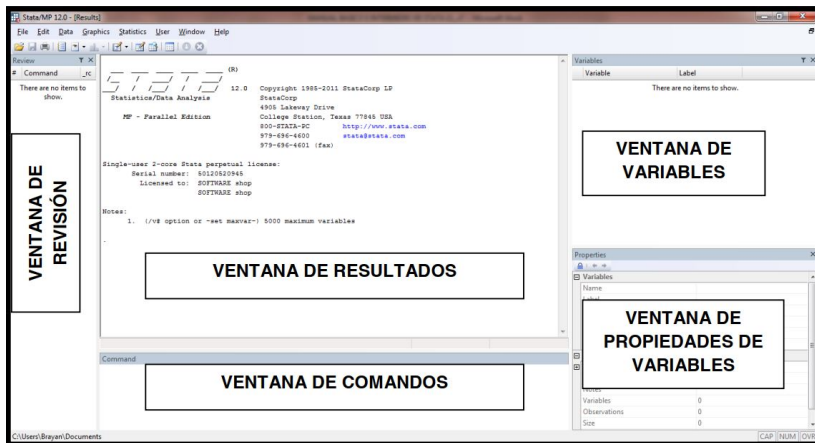 Stata/MP 12.0 - [Results]
File Edit Data Graphics Statistics User Window Help
Review
# Command _rc
There are no items to show.
VENTANA DE REVISIÓN
(R)
12.0 Copyright 1985-2011 StataCorp LP
Statistics/Data Analysis StataCorp
4905 Lakeway Drive
MP - Parallel Edition College Station, Texas 77845 USA
800-STATA-PC http://www.stata.com
979-696-4600 stata@stata.com
979-696-4601 (fax)
Single-user 2-core Stata perpetual license:
Serial number: 50120520945
Licensed to: SOFTWARE shop
SOFTWARE shop
Notes:
1. (/v# option or -set maxvar-) 5000 maximum variables
.
VENTANA DE RESULTADOS
Command
VENTANA DE COMANDOS
Variables
Variable Label
There are no items to show.
VENTANA DE
VARIABLES
Properties
Variables
Name
Label
VENTANA DE
PROPIEDADES DE
VARIABLES
Notes
Variables 0
Observations 0
Size 0
C:\Users\Brayan\Documents
CAP NUM OVR